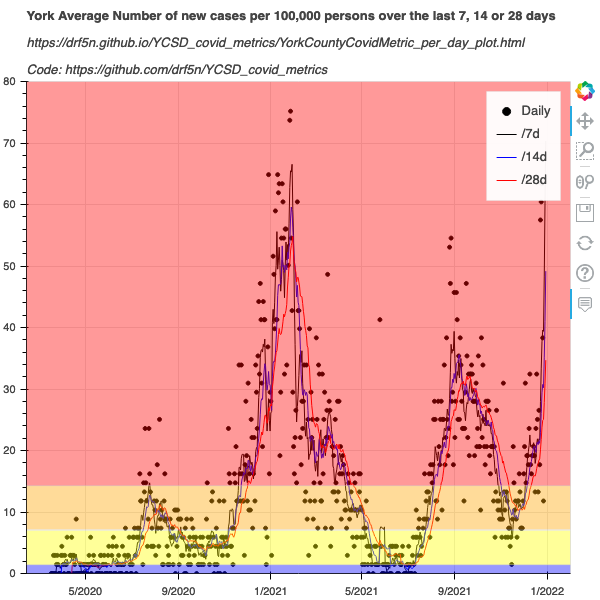 York Average Number of new cases per 100,000 persons over the last 7, 14 or 28 days
https://drf5n.github.io/YCSD_covid_metrics/YorkCountyCovidMetric_per_day_plot.html
Code: https://github.com/drf5n/YCSD_covid_metrics
80
70
60
50
40
30
20
10
0
Daily
/7d
/14d
/28d
5/2020
9/2020
1/2021
5/2021
9/2021
1/2022